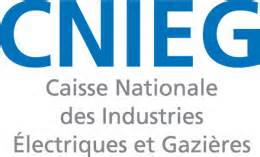 CNIEG
Caisse Nationale
des Industries
Électriques et Gazières